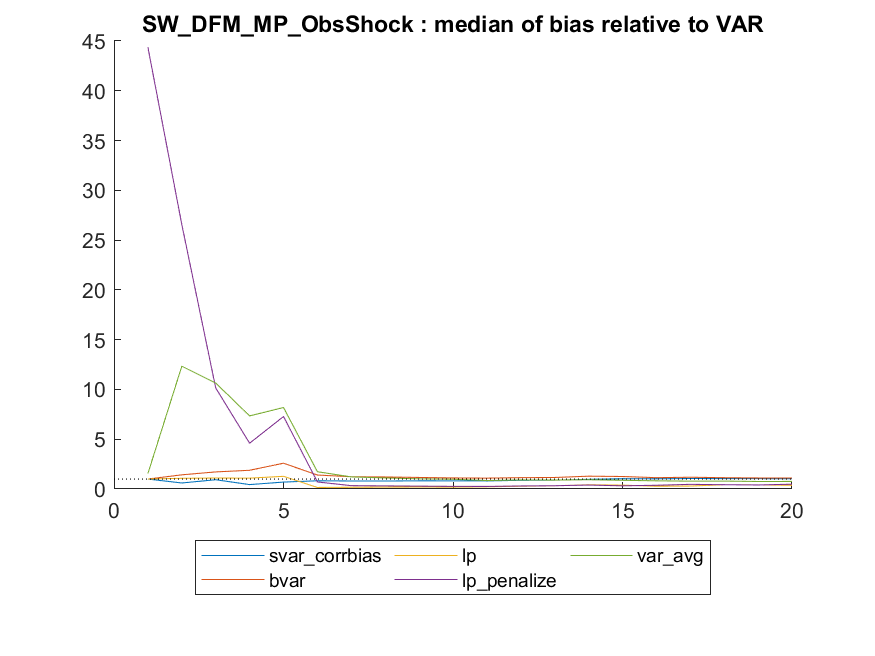 SW_DFM_MP_ObsShock : median of bias relative to VAR
45
40
35
30
25
20
15
10
5
0
0 5 10 15 20
svar_corrbias lp var_avg
bvar lp_penalize